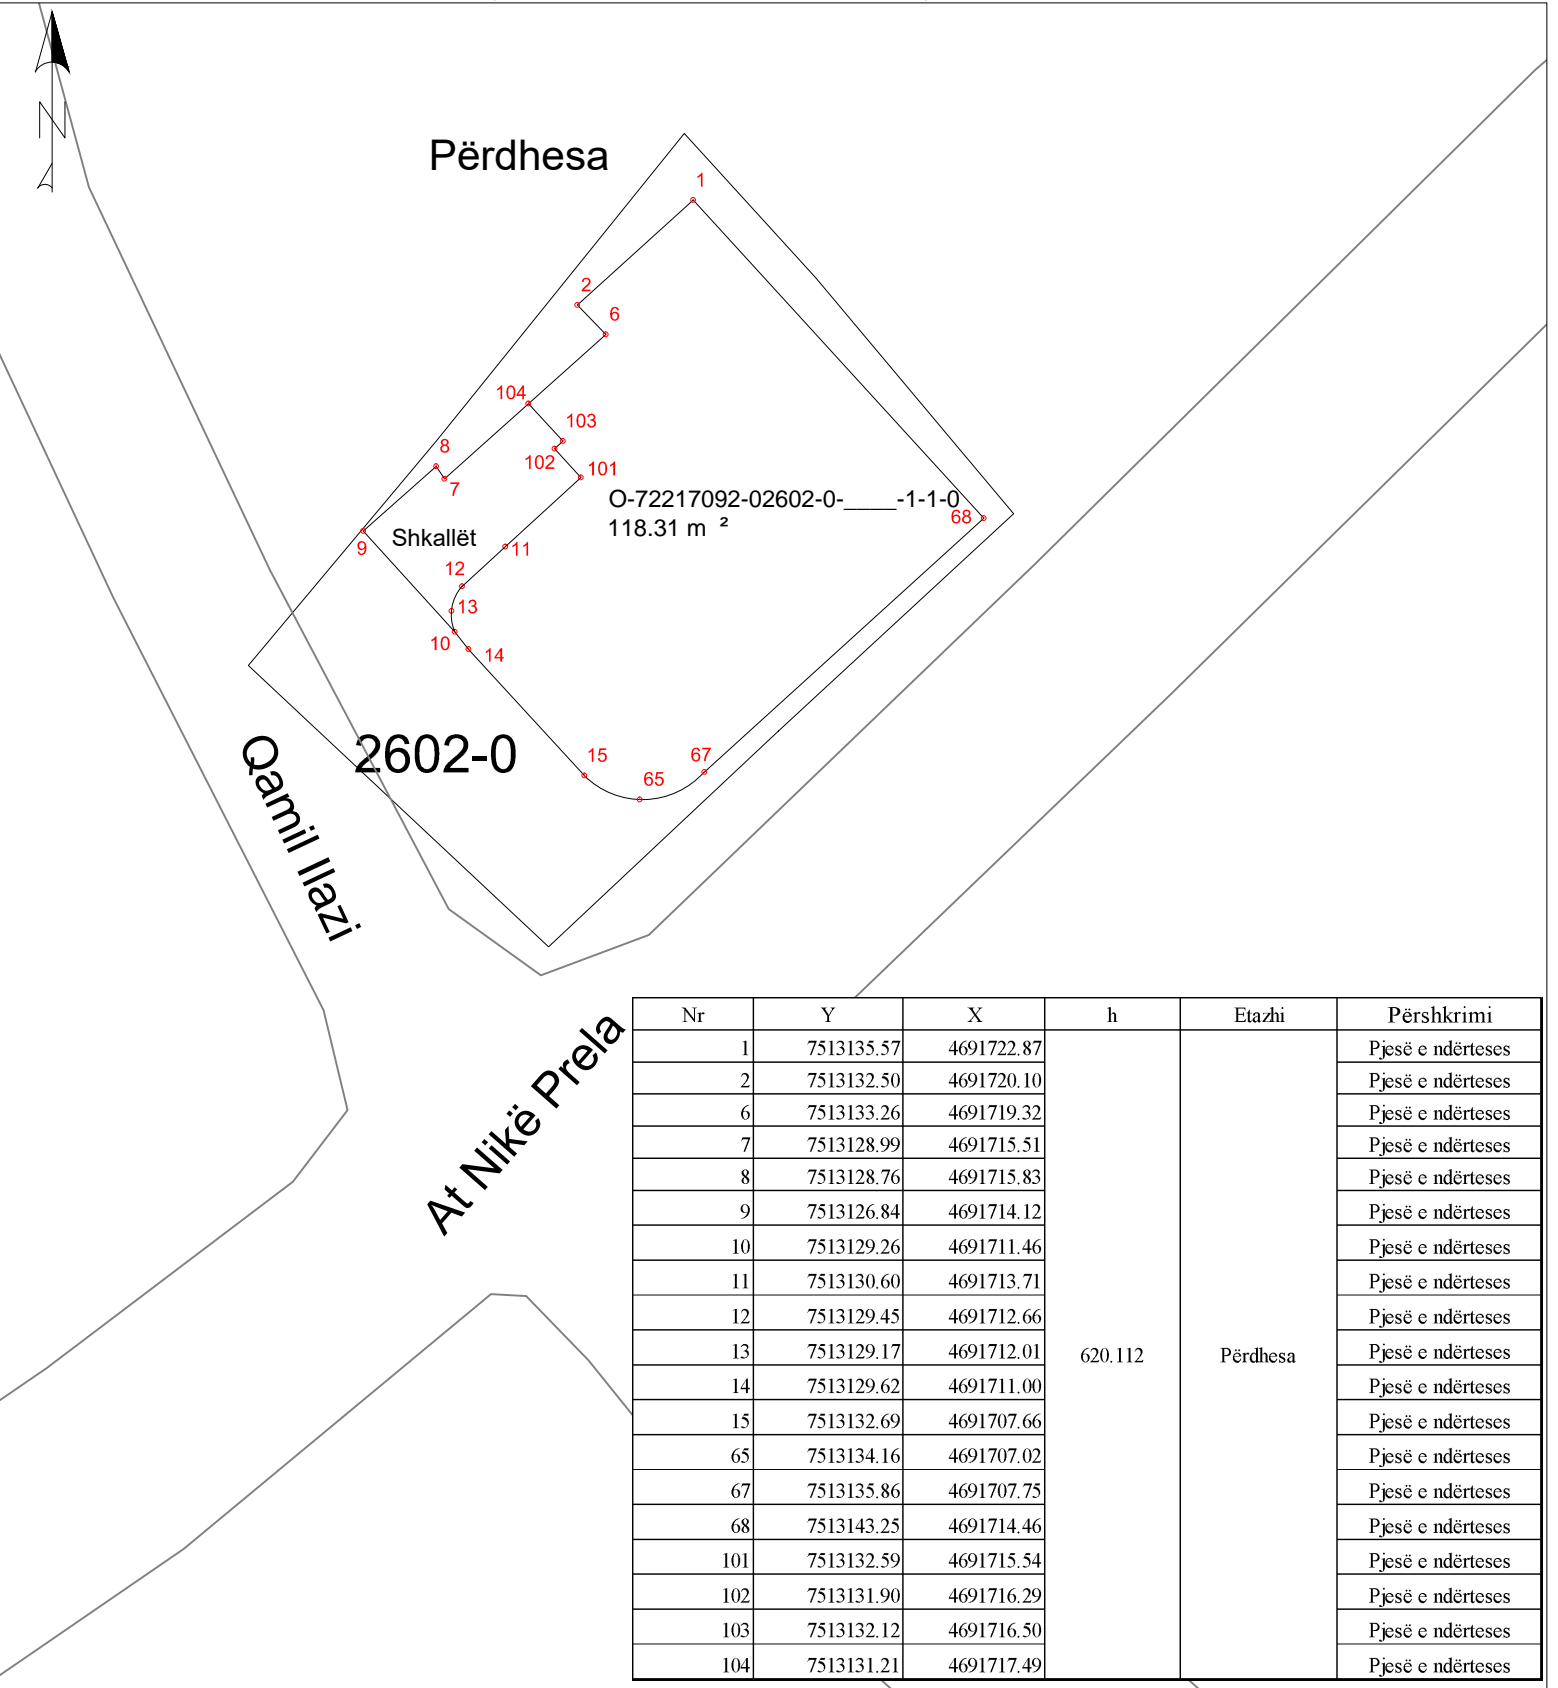 N
Përdhesa
1
2
6
104
103
8
102
101
7
O-72217092-02602-0-____-1-1-0
68
118.31 m ²
Shkallët
9
11
12
13
10
14
2602-0
15
67
65
Qamil Ilazi
At Nikë Prela
Nr Y X h Etazhi Përshkrimi
1 7513135.57 4691722.87 Pjesë e ndërteses
2 7513132.50 4691720.10 Pjesë e ndërteses
6 7513133.26 4691719.32 Pjesë e ndërteses
7 7513128.99 4691715.51 Pjesë e ndërteses
8 7513128.76 4691715.83 Pjesë e ndërteses
9 7513126.84 4691714.12 Pjesë e ndërteses
10 7513129.26 4691711.46 Pjesë e ndërteses
11 7513130.60 4691713.71 Pjesë e ndërteses
12 7513129.45 4691712.66 Pjesë e ndërteses
13 7513129.17 4691712.01 620.112 Përdhesa Pjesë e ndërteses
14 7513129.62 4691711.00 Pjesë e ndërteses
15 7513132.69 4691707.66 Pjesë e ndërteses
65 7513134.16 4691707.02 Pjesë e ndërteses
67 7513135.86 4691707.75 Pjesë e ndërteses
68 7513143.25 4691714.46 Pjesë e ndërteses
101 7513132.59 4691715.54 Pjesë e ndërteses
102 7513131.90 4691716.29 Pjesë e ndërteses
103 7513132.12 4691716.50 Pjesë e ndërteses
104 7513131.21 4691717.49 Pjesë e ndërteses